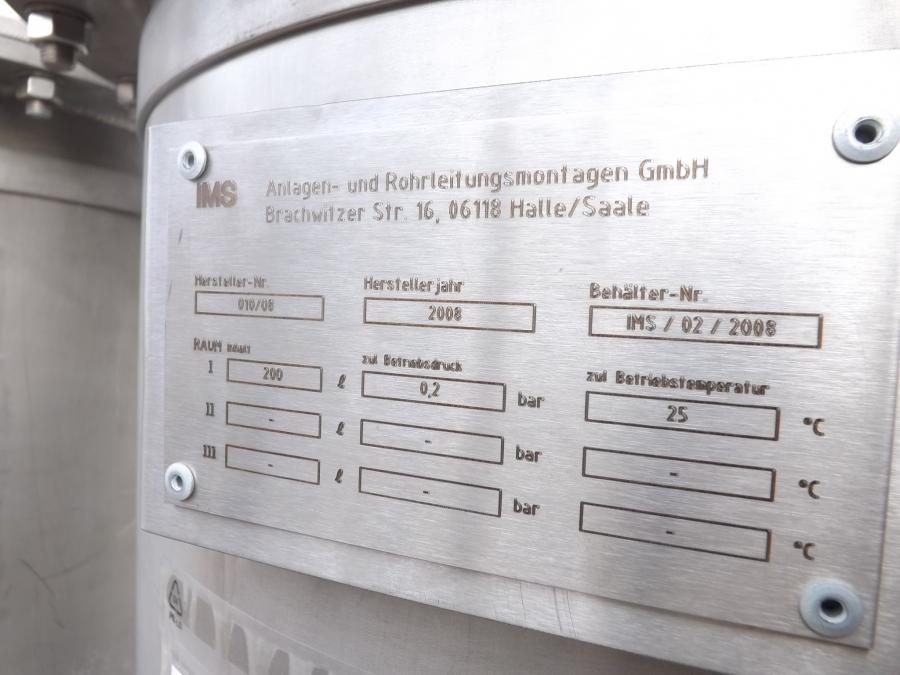 IMS Anlagen- und Rohrleitungsmontagen GmbH
Brachwitzer Str. 16, 06118 Halle/Saale
Hersteller-Nr. Herstellerjahr Behälter-Nr.
010/08 2008 IMS / 02 / 2008
RAUM Inhalt zul Betriebsdruck zul Betriebstemperatur
I 200 ℓ 0,2 bar 25 °C
II - ℓ - bar - °C
III - ℓ - bar - °C